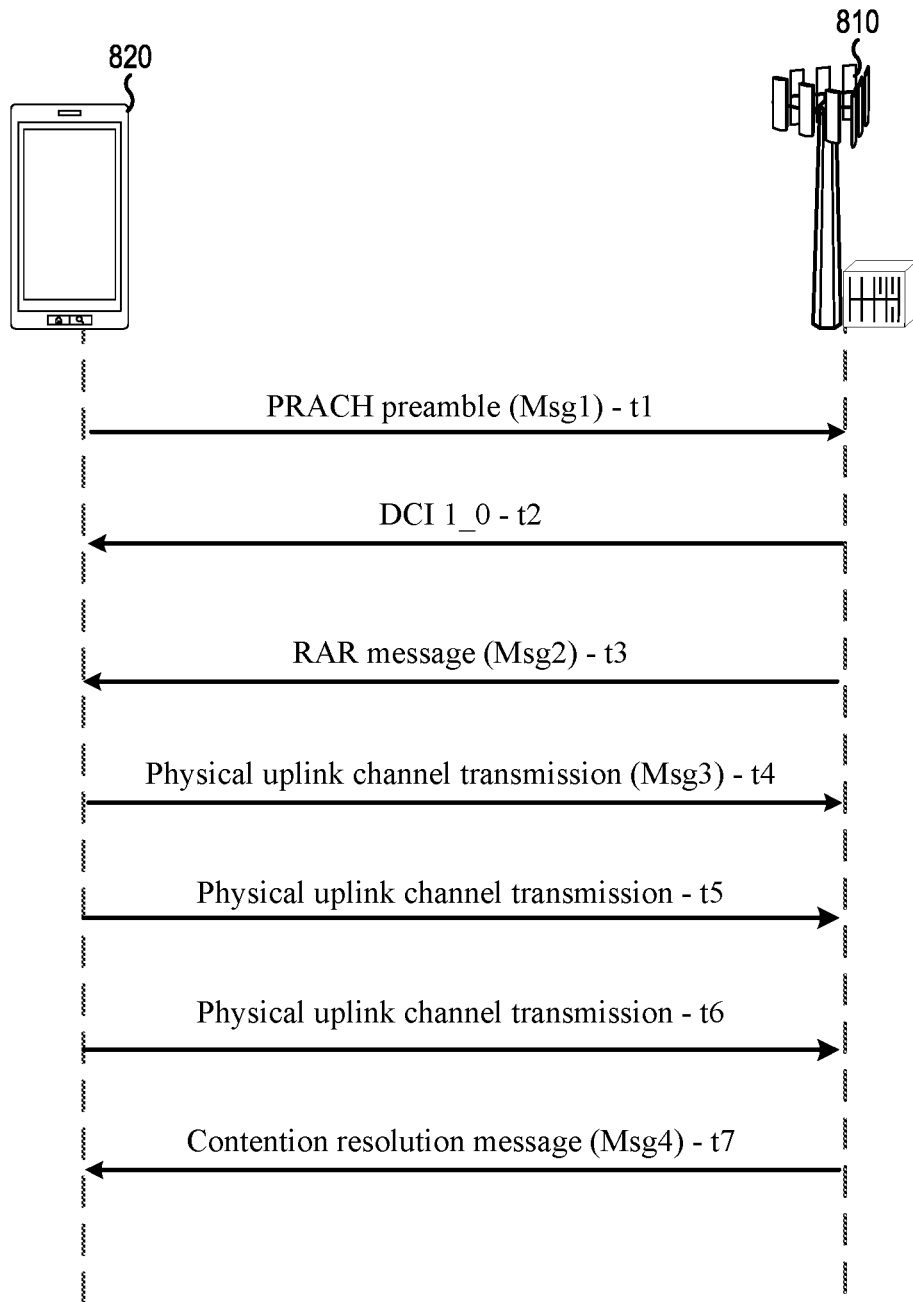 810
820
PRACH preamble (Msg1) - t1
DCI 1_0 - t2
RAR message (Msg2) - t3
Physical uplink channel transmission (Msg3) - t4
Physical uplink channel transmission - t5
Physical uplink channel transmission - t6
Contention resolution message (Msg4) - t7